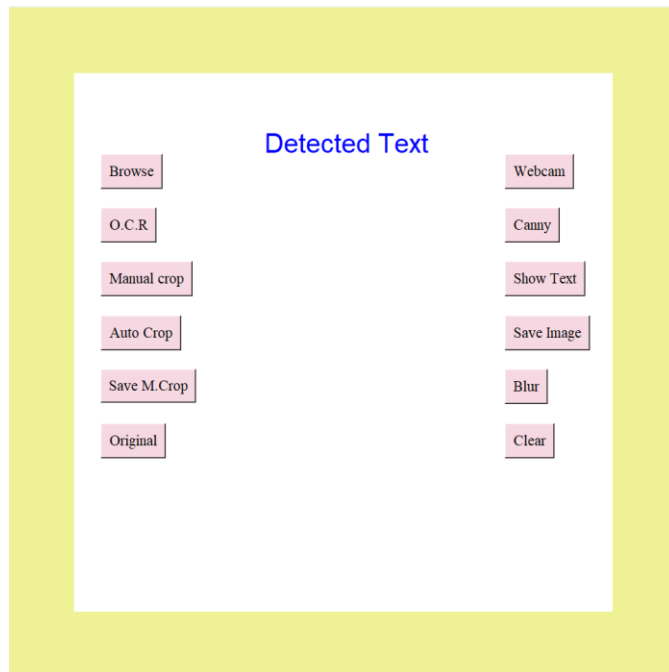 Detected Text
Browse
Webcam
O.C.R
Canny
Manual crop
Show Text
Auto Crop
Save Image
Save M.Crop
Blur
Original
Clear